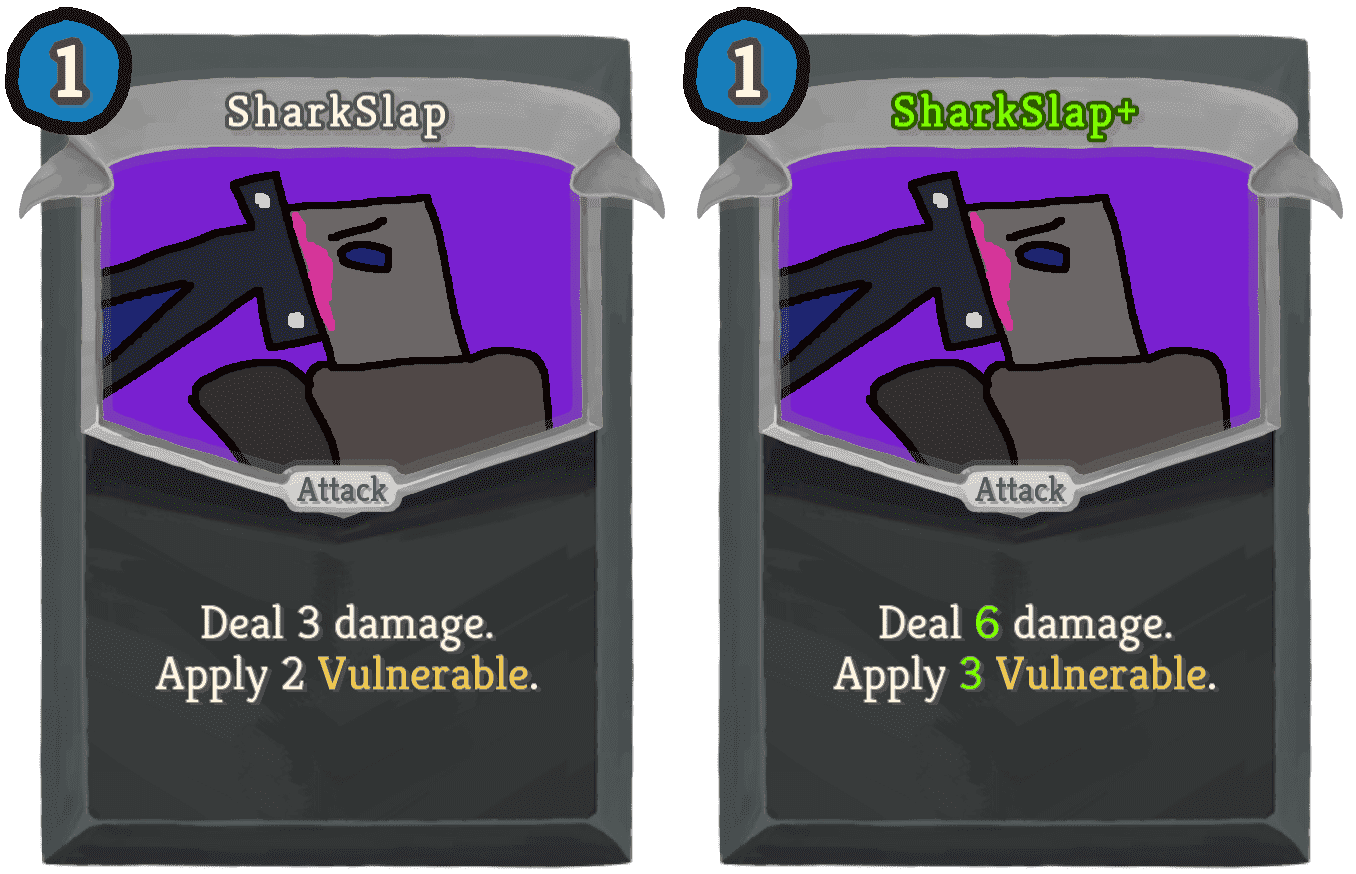 1
SharkSlap
Attack
Deal 3 damage.
Apply 2 Vulnerable.
1
SharkSlap+
Attack
Deal 6 damage.
Apply 3 Vulnerable.